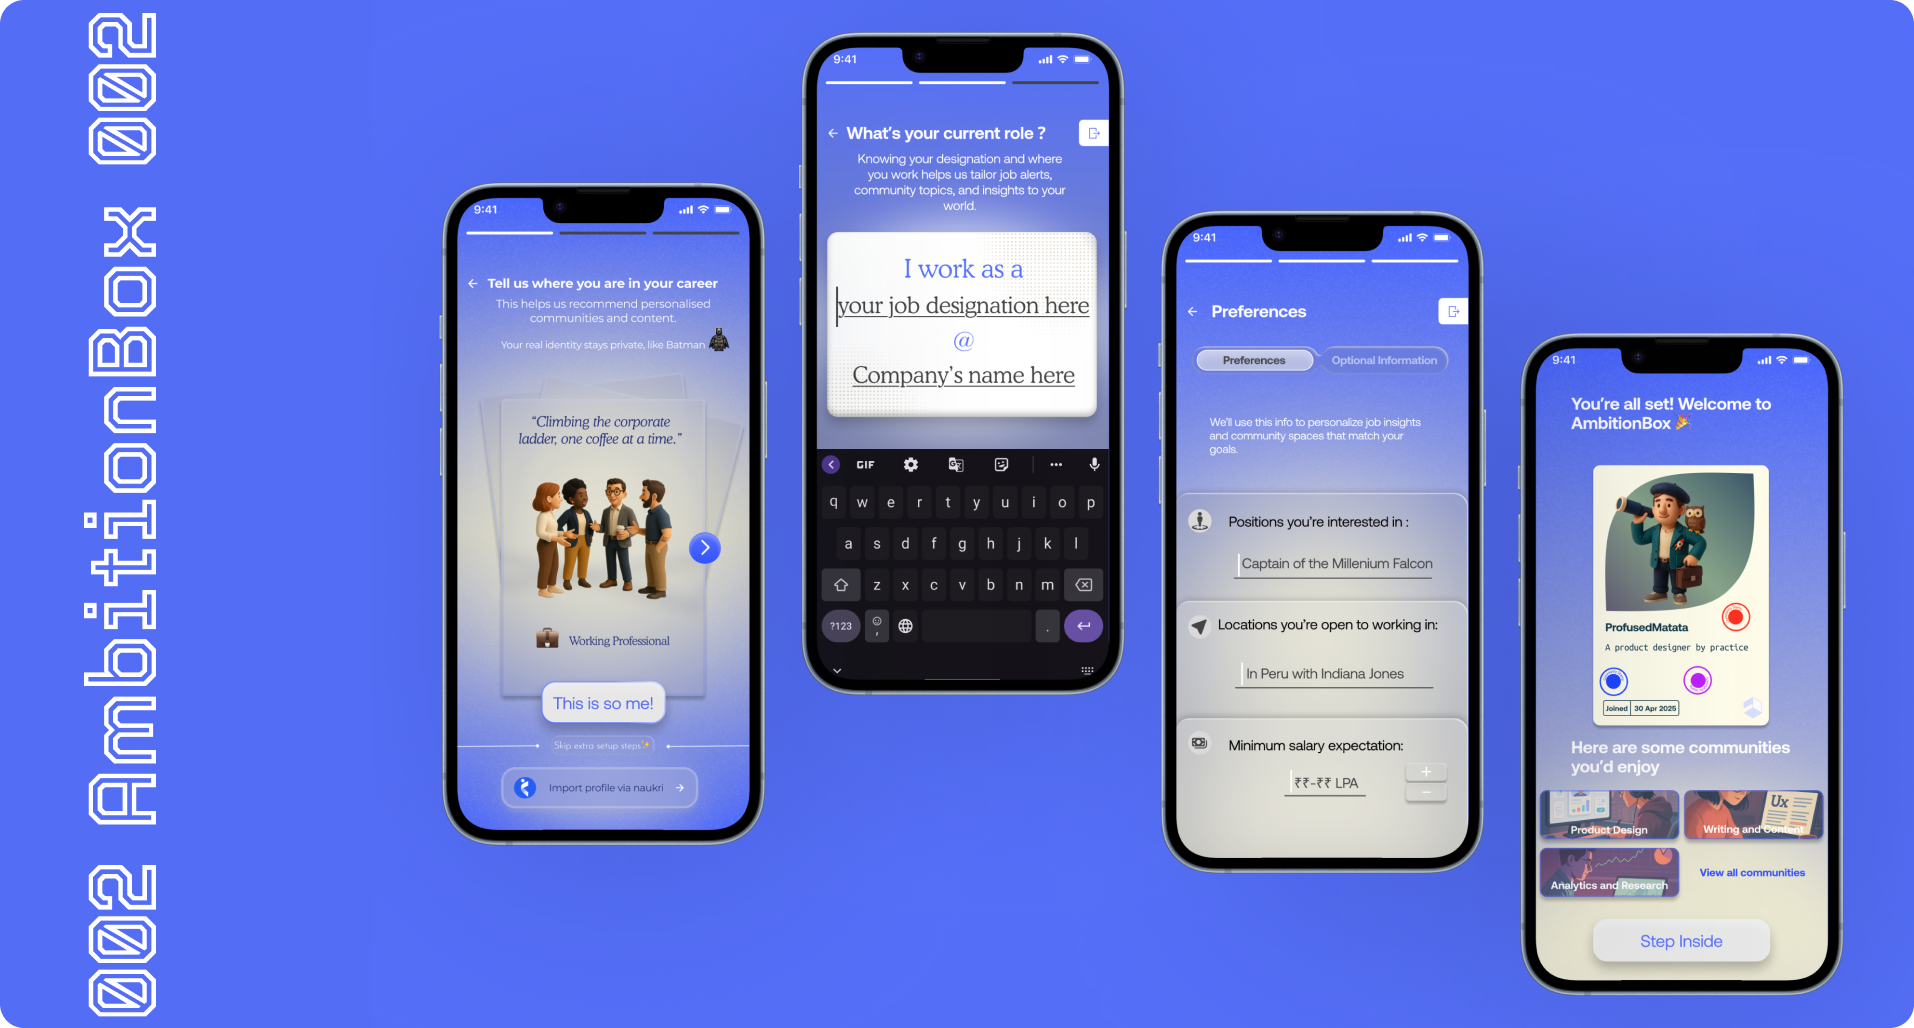 002 AmbitionBox 002
9:41
Tell us where you are in your career
This helps us recommend personalised
communities and content.
Your real identity stays private, like Batman
“Climbing the corporate
ladder, one coffee at a time.”
Working Professional
This is so me!
Skip extra setup steps✨
Import profile via naukri
9:41
What's your current role ?
Knowing your designation and where
you work helps us tailor job alerts,
community topics, and insights to your
world.
I work as a
your job designation here
@
Company's name here
GIF
q w e r t y u i o p
a s d f g h j k l
z x c v b n m
?123 , .
9:41
Preferences
Preferences Optional Information
We'll use this info to personalize job insights
and community spaces that match your
goals.
Positions you're interested in :
Captain of the Millenium Falcon
Locations you're open to working in:
In Peru with Indiana Jones
Minimum salary expectation:
₹₹-₹₹ LPA
+
−
9:41
You're all set! Welcome to
AmbitionBox 🎉
ProfusedMatata
A product designer by practice
Joined 30 Apr 2025
Here are some communities
you'd enjoy
Product Design
Ux
Writing and Content
Analytics and Research
View all communities
Step Inside